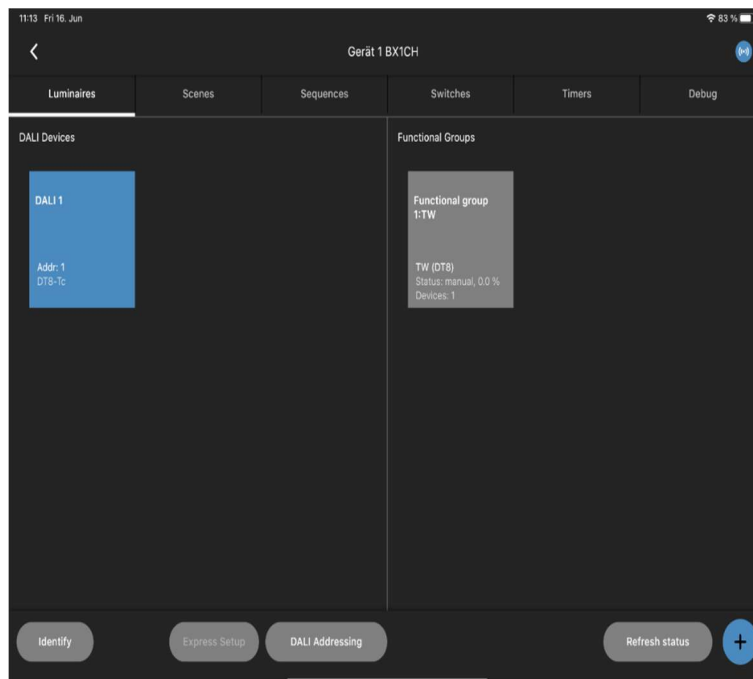 11:13 Fri 16. Jun
83 %
Gerät 1 BX1CH
Luminaires Scenes Sequences Switches Timers Debug
DALI Devices
DALI 1
Addr: 1
DT8-Tc
Functional Groups
Functional group
1:TW
TW (DT8)
Status: manual, 0.0 %
Devices: 1
Identify Express Setup DALI Addressing Refresh status +